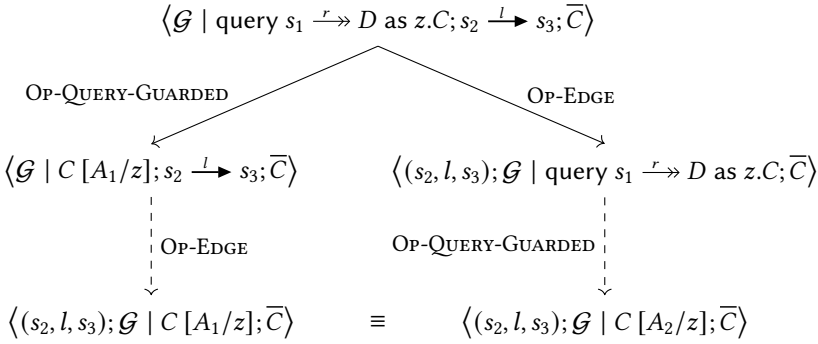 ⟨𝒢 | query s₁ —r↠ D as z.C; s₂ —l→ s₃; C̅⟩
Op-Query-Guarded
Op-Edge
⟨𝒢 | C [A₁/z]; s₂ —l→ s₃; C̅⟩
⟨(s₂, l, s₃); 𝒢 | query s₁ —r↠ D as z.C; C̅⟩
Op-Edge
Op-Query-Guarded
⟨(s₂, l, s₃); 𝒢 | C [A₁/z]; C̅⟩ ≡ ⟨(s₂, l, s₃); 𝒢 | C [A₂/z]; C̅⟩